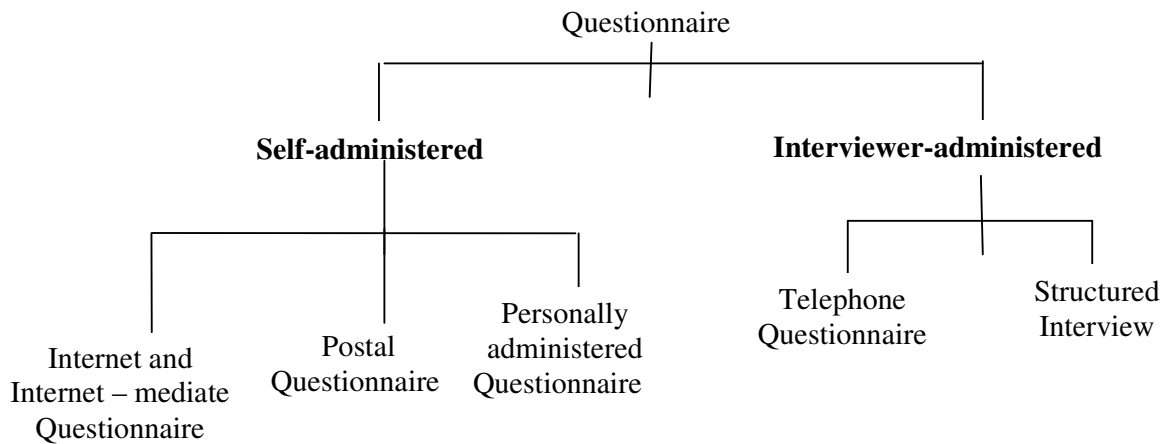 Questionnaire
Self-administered
Interviewer-administered
Internet and
Internet – mediate
Questionnaire
Postal
Questionnaire
Personally
administered
Questionnaire
Telephone
Questionnaire
Structured
Interview